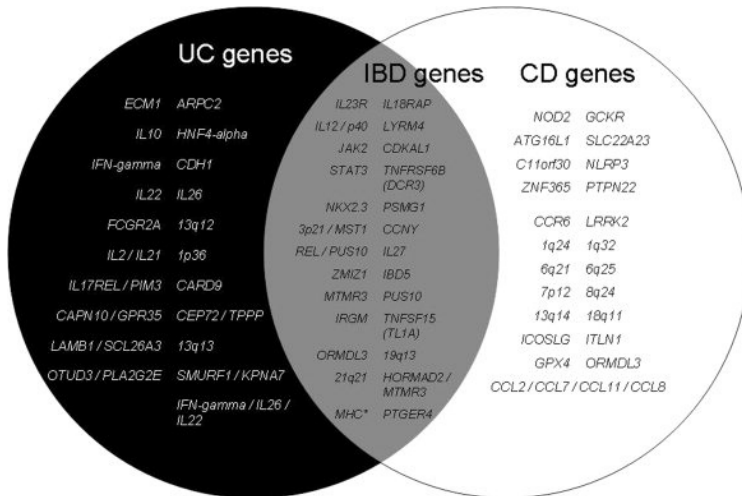 UC genes
ECM1 ARPC2
IL10 HNF4-alpha
IFN-gamma CDH1
IL22 IL26
FCGR2A 13q12
IL2 / IL21 1p36
IL17REL / PIM3 CARD9
CAPN10 / GPR35 CEP72 / TPPP
LAMB1 / SCL26A3 13q13
OTUD3 / PLA2G2E SMURF1 / KPNA7
IFN-gamma / IL26 /
IL22
IBD genes
IL23R IL18RAP
IL12 / p40 LYRM4
JAK2 CDKAL1
STAT3 TNFRSF6B
(DCR3)
NKX2.3 PSMG1
3p21 / MST1 CCNY
REL / PUS10 IL27
ZMIZ1 IBD5
MTMR3 PUS10
IRGM TNFSF15
(TL1A)
ORMDL3 19q13
21q21 HORMAD2 /
MTMR3
MHC* PTGER4
CD genes
NOD2 GCKR
ATG16L1 SLC22A23
C11orf30 NLRP3
ZNF365 PTPN22
CCR6 LRRK2
1q24 1q32
6q21 6q25
7p12 8q24
13q14 18q11
ICOSLG ITLN1
GPX4 ORMDL3
CCL2 / CCL7 / CCL11 / CCL8